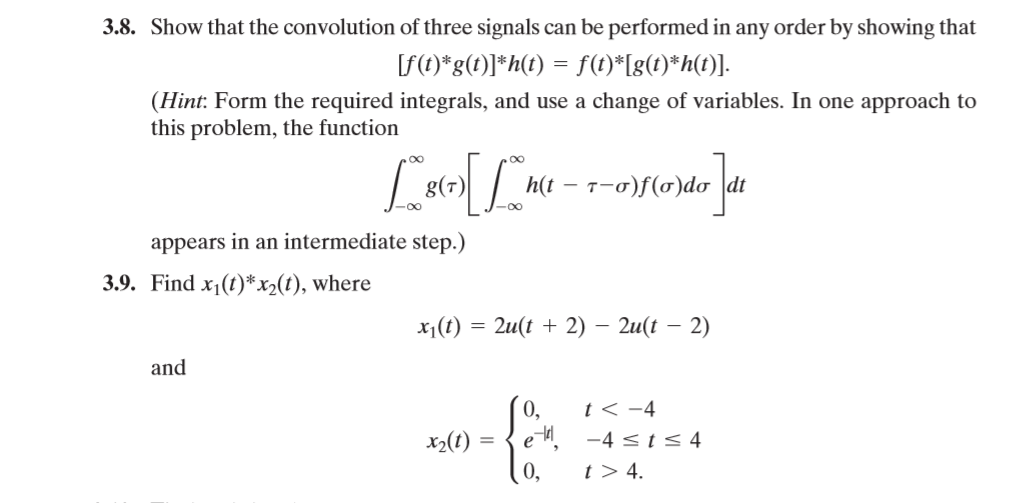 3.8. Show that the convolution of three signals can be performed in any order by showing that
[f(t)*g(t)]*h(t) = f(t)*[g(t)*h(t)].
(Hint: Form the required integrals, and use a change of variables. In one approach to
this problem, the function
∫_{-∞}^{∞} g(τ)[∫_{-∞}^{∞} h(t − τ−σ)f(σ)dσ]dt
appears in an intermediate step.)
3.9. Find x₁(t)*x₂(t), where
x₁(t) = 2u(t + 2) − 2u(t − 2)
and
x₂(t) = { 0, t < −4
e^{−|t|}, −4 ≤ t ≤ 4
0, t > 4.